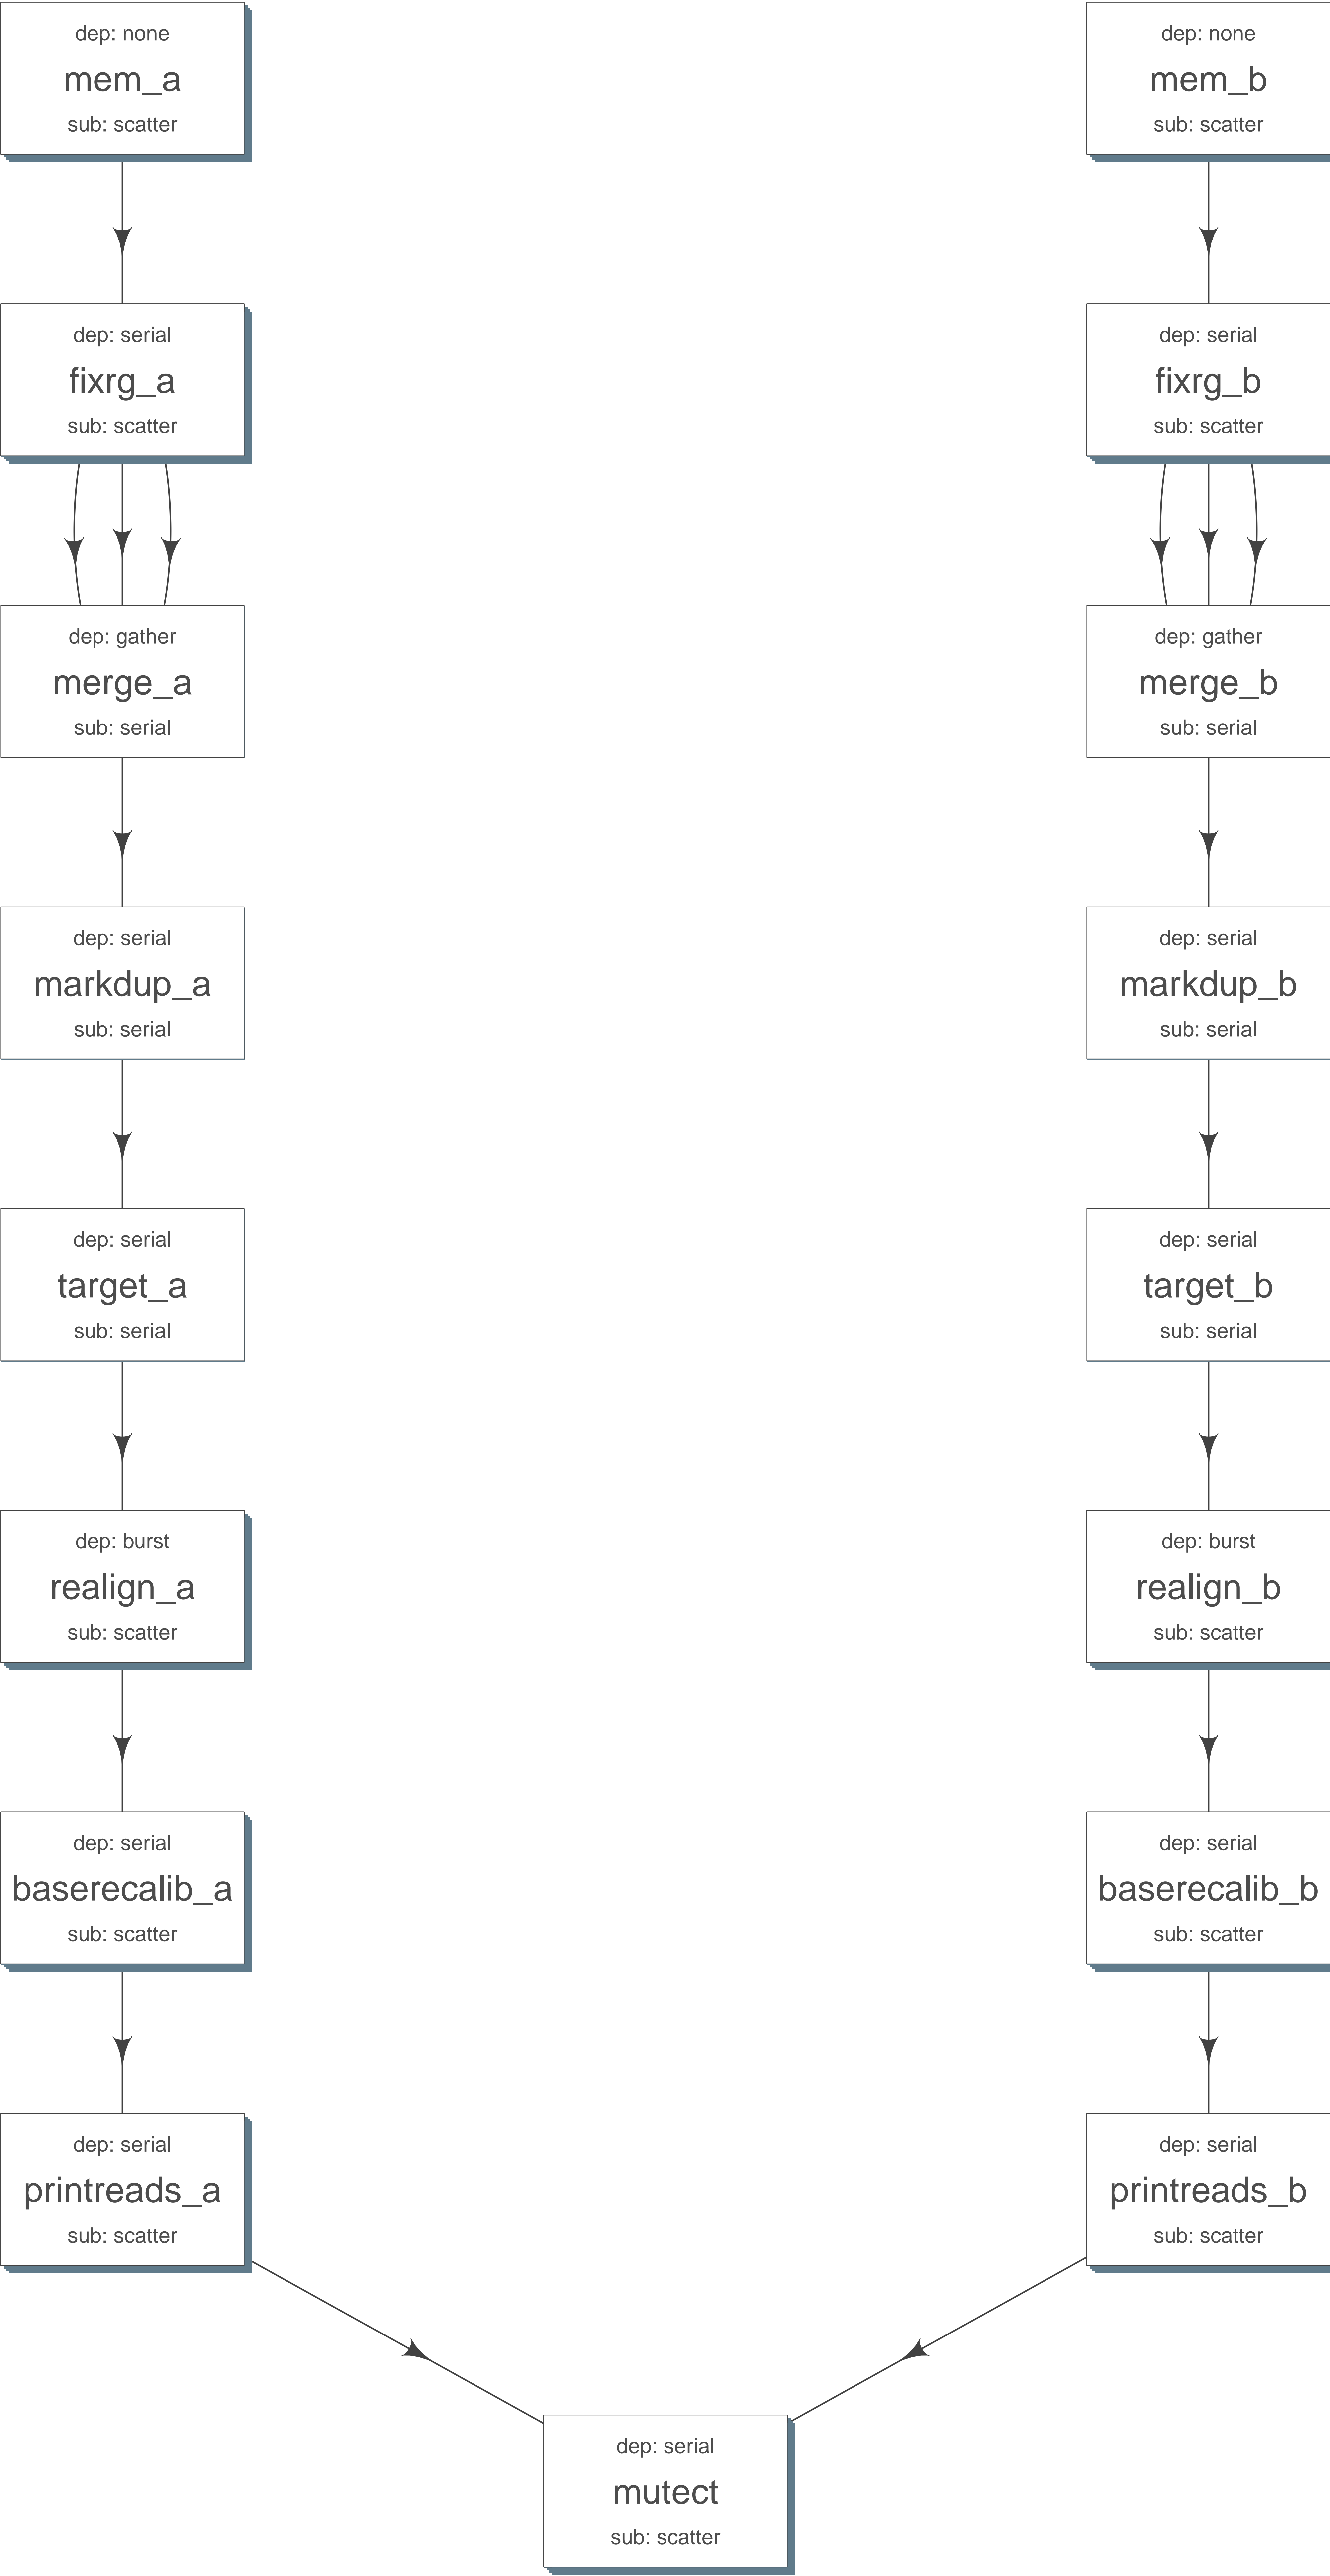 dep: none
mem_a
sub: scatter
dep: none
mem_b
sub: scatter
dep: serial
fixrg_a
sub: scatter
dep: serial
fixrg_b
sub: scatter
dep: gather
merge_a
sub: serial
dep: gather
merge_b
sub: serial
dep: serial
markdup_a
sub: serial
dep: serial
markdup_b
sub: serial
dep: serial
target_a
sub: serial
dep: serial
target_b
sub: serial
dep: burst
realign_a
sub: scatter
dep: burst
realign_b
sub: scatter
dep: serial
baserecalib_a
sub: scatter
dep: serial
baserecalib_b
sub: scatter
dep: serial
printreads_a
sub: scatter
dep: serial
printreads_b
sub: scatter
dep: serial
mutect
sub: scatter